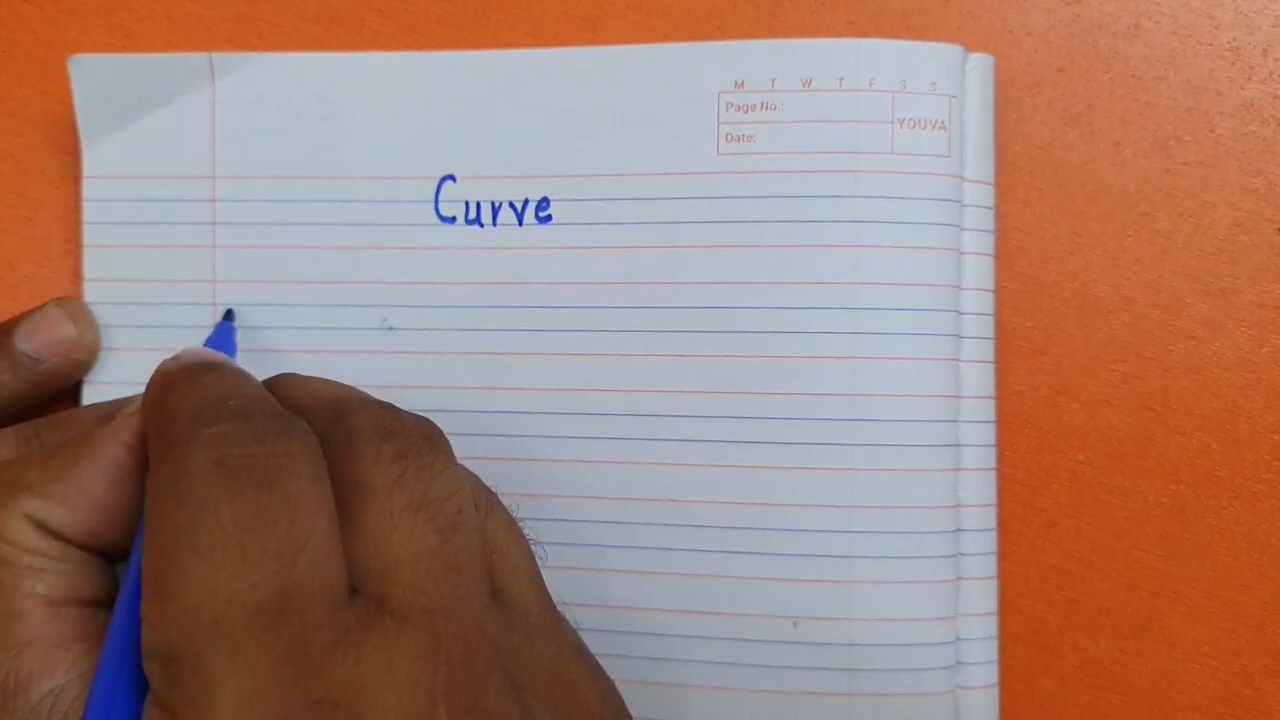 M T W T F S S
Page No.:
YOUVA
Date:
Curve